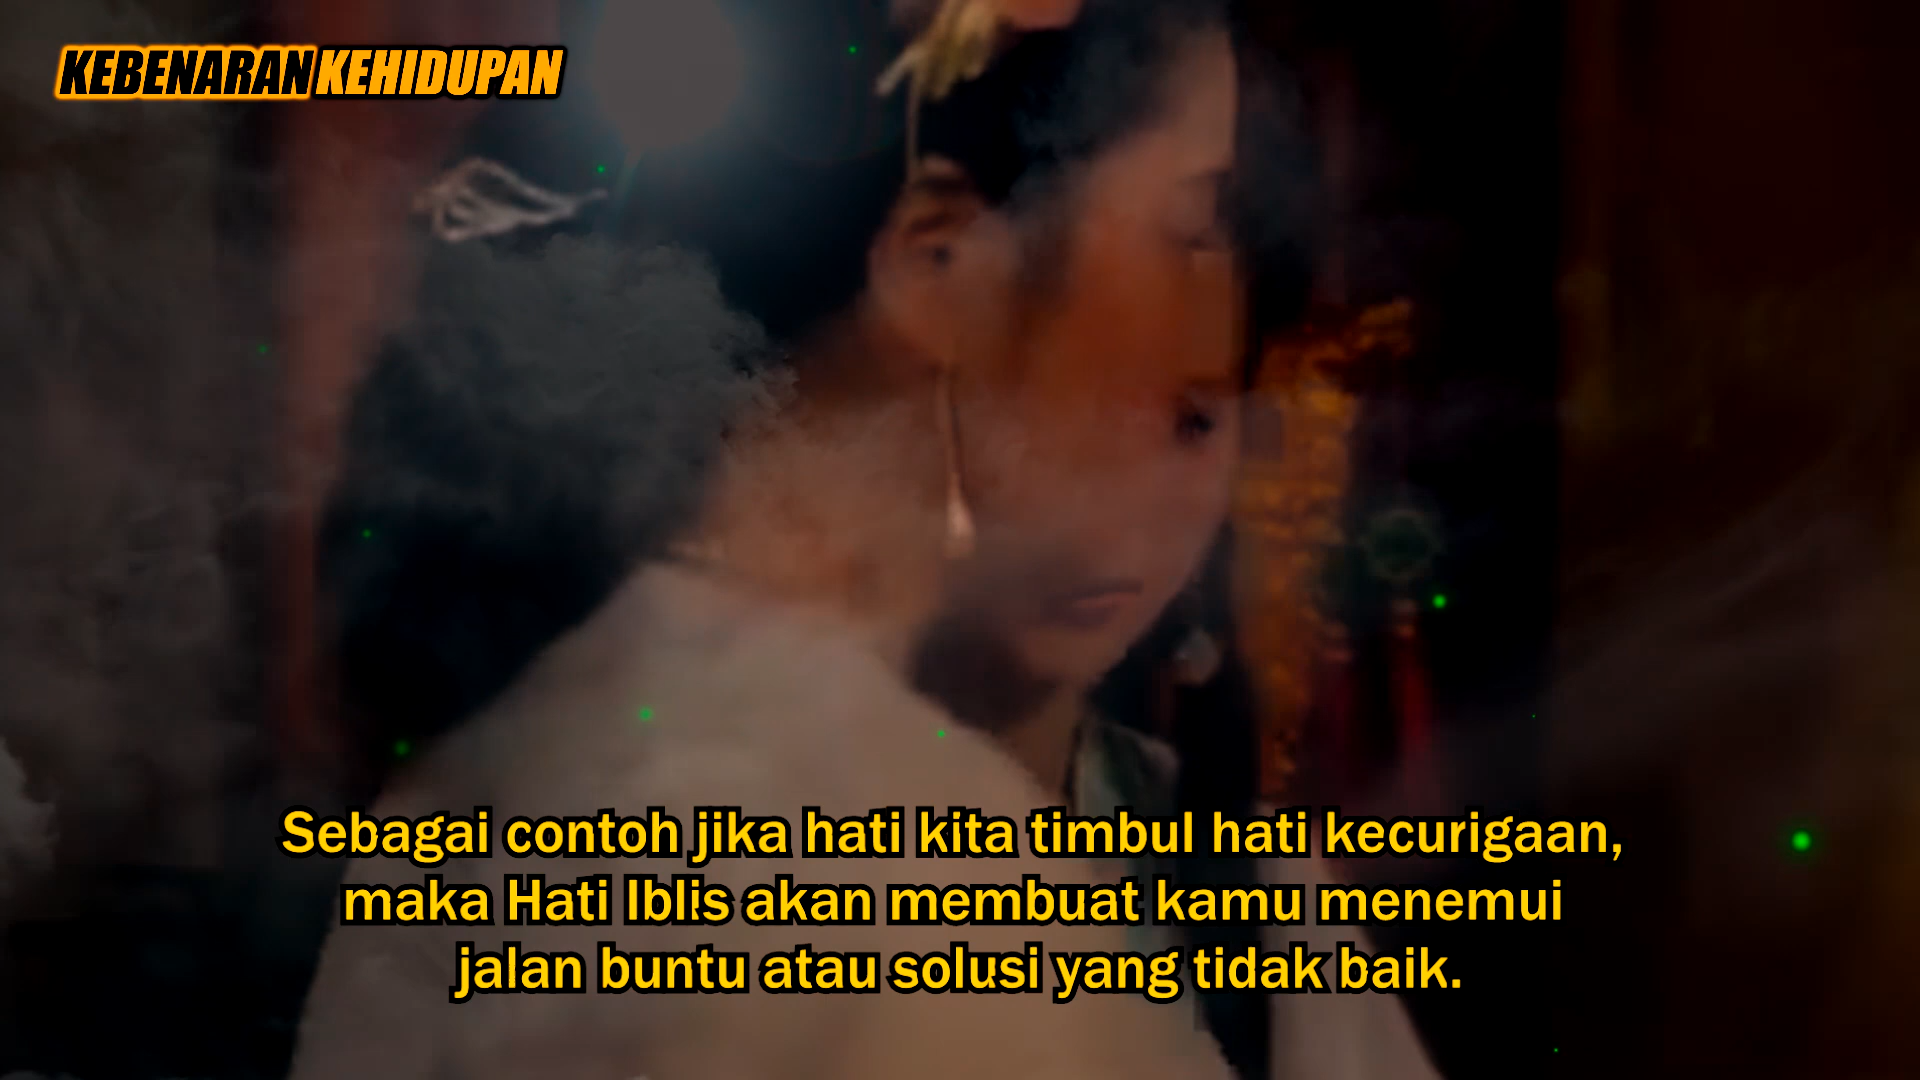 KEBENARAN KEHIDUPAN
Sebagai contoh jika hati kita timbul hati kecurigaan,
maka Hati Iblis akan membuat kamu menemui
jalan buntu atau solusi yang tidak baik.